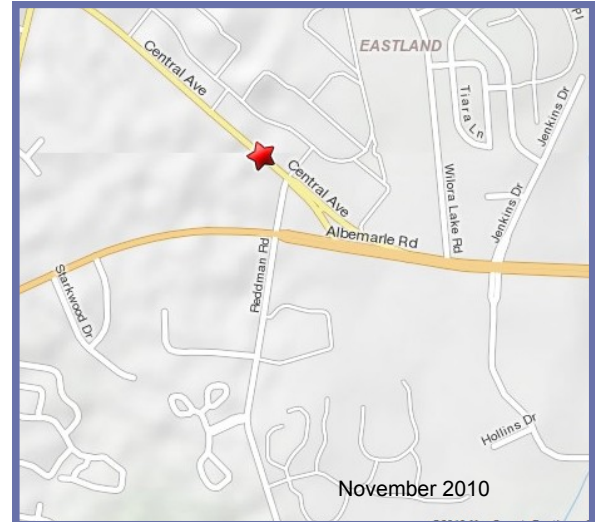 Central Ave
EASTLAND
Pl
Tiara Ln
Jenkins Dr
Central Ave
Wilora Lake Rd
Jenkins Dr
Albemarle Rd
Reddman Rd
Starkwood Dr
Hollins Dr
November 2010